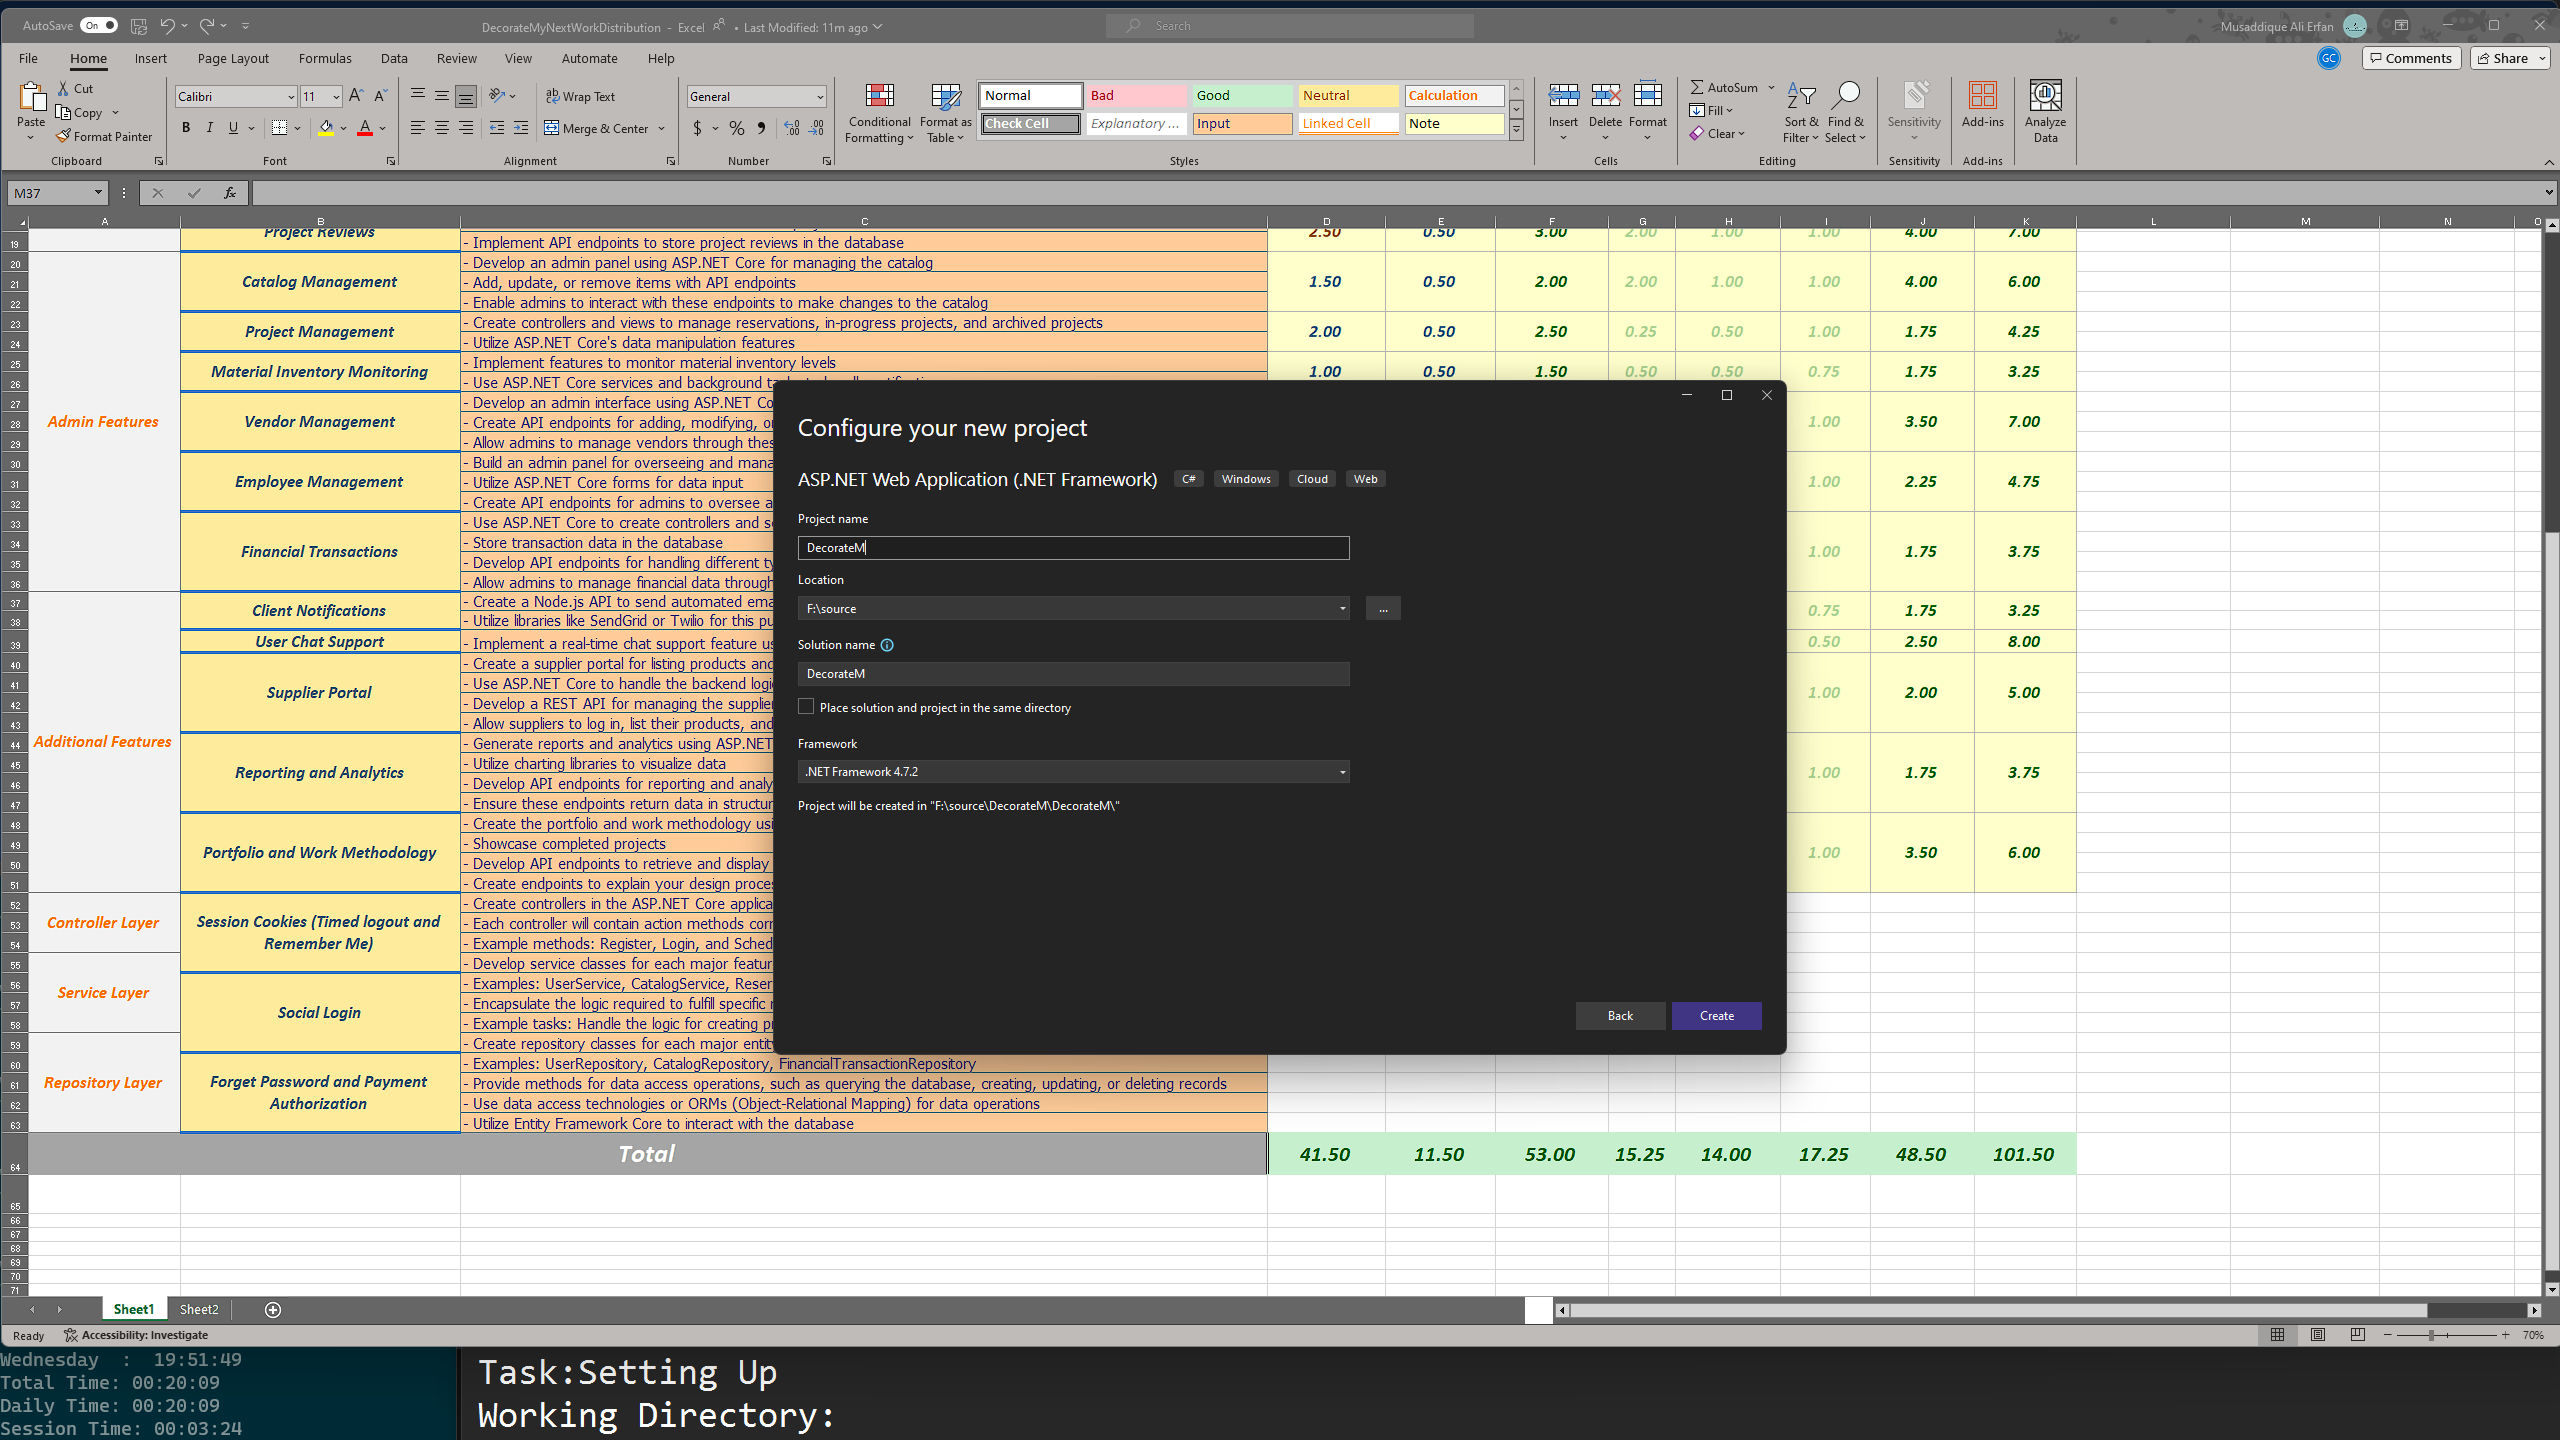 AutoSave On DecorateMyNextWorkDistribution - Excel • Last Modified: 11m ago Search Musaddique Ali Erfan
File Home Insert Page Layout Formulas Data Review View Automate Help GC Comments Share
Paste Cut Copy Format Painter Clipboard
Calibri 11 B I U Font
Wrap Text Merge & Center Alignment
General $ % Number
Conditional Formatting Format as Table
Normal Bad Good Neutral Calculation
Check Cell Explanatory ... Input Linked Cell Note
Styles
Insert Delete Format Cells
AutoSum Fill Clear Sort & Filter Find & Select Editing
Sensitivity Sensitivity
Add-ins Add-ins
Analyze Data
M37 fx
A B C D E F G H I J K L M N O
19 Project Reviews - Implement API endpoints to store project reviews in the database 2.50 0.50 3.00 2.00 1.00 1.00 4.00 7.00
20 - Develop an admin panel using ASP.NET Core for managing the catalog
21 Catalog Management - Add, update, or remove items with API endpoints 1.50 0.50 2.00 2.00 1.00 1.00 4.00 6.00
22 - Enable admins to interact with these endpoints to make changes to the catalog
23 Project Management - Create controllers and views to manage reservations, in-progress projects, and archived projects 2.00 0.50 2.50 0.25 0.50 1.00 1.75 4.25
24 - Utilize ASP.NET Core's data manipulation features
25 Material Inventory Monitoring - Implement features to monitor material inventory levels 1.00 0.50 1.50 0.50 0.50 0.75 1.75 3.25
26 - Use ASP.NET Core services and background
27 - Develop an admin interface using ASP.NET Co
28 Admin Features Vendor Management - Create API endpoints for adding, modifying, or 1.00 3.50 7.00
29 - Allow admins to manage vendors through thes
30 - Build an admin panel for overseeing and mana
31 Employee Management - Utilize ASP.NET Core forms for data input 1.00 2.25 4.75
32 - Create API endpoints for admins to oversee a
33 - Use ASP.NET Core to create controllers and se
34 Financial Transactions - Store transaction data in the database 1.00 1.75 3.75
35 - Develop API endpoints for handling different ty
36 - Allow admins to manage financial data through
37 Client Notifications - Create a Node.js API to send automated ema 0.75 1.75 3.25
38 - Utilize libraries like SendGrid or Twilio for this pu
39 User Chat Support - Implement a real-time chat support feature us 0.50 2.50 8.00
40 - Create a supplier portal for listing products and
41 Supplier Portal - Use ASP.NET Core to handle the backend logi 1.00 2.00 5.00
42 - Develop a REST API for managing the supplier
43 - Allow suppliers to log in, list their products, and
44 Additional Features - Generate reports and analytics using ASP.NET
45 Reporting and Analytics - Utilize charting libraries to visualize data 1.00 1.75 3.75
46 - Develop API endpoints for reporting and analy
47 - Ensure these endpoints return data in structur
48 - Create the portfolio and work methodology usi
49 Portfolio and Work Methodology - Showcase completed projects 1.00 3.50 6.00
50 - Develop API endpoints to retrieve and display
51 - Create endpoints to explain your design proces
52 - Create controllers in the ASP.NET Core applica
53 Controller Layer Session Cookies (Timed logout and Remember Me) - Each controller will contain action methods corr
54 - Example methods: Register, Login, and Sched
55 - Develop service classes for each major featur
56 Service Layer - Examples: UserService, CatalogService, Reser
57 Social Login - Encapsulate the logic required to fulfill specific r
58 - Example tasks: Handle the logic for creating pr
59 - Create repository classes for each major entity
60 - Examples: UserRepository, CatalogRepository, FinancialTransactionRepository
61 Repository Layer Forget Password and Payment Authorization - Provide methods for data access operations, such as querying the database, creating, updating, or deleting records
62 - Use data access technologies or ORMs (Object-Relational Mapping) for data operations
63 - Utilize Entity Framework Core to interact with the database
64 Total 41.50 11.50 53.00 15.25 14.00 17.25 48.50 101.50
65
66
67
68
69
70
71
Configure your new project
ASP.NET Web Application (.NET Framework) C# Windows Cloud Web
Project name
DecorateM
Location
F:\source ...
Solution name
DecorateM
Place solution and project in the same directory
Framework
.NET Framework 4.7.2
Project will be created in "F:\source\DecorateM\DecorateM\"
Back Create
Sheet1 Sheet2
Ready Accessibility: Investigate 70%
Wednesday : 19:51:49
Total Time: 00:20:09
Daily Time: 00:20:09
Session Time: 00:03:24
Task:Setting Up
Working Directory: